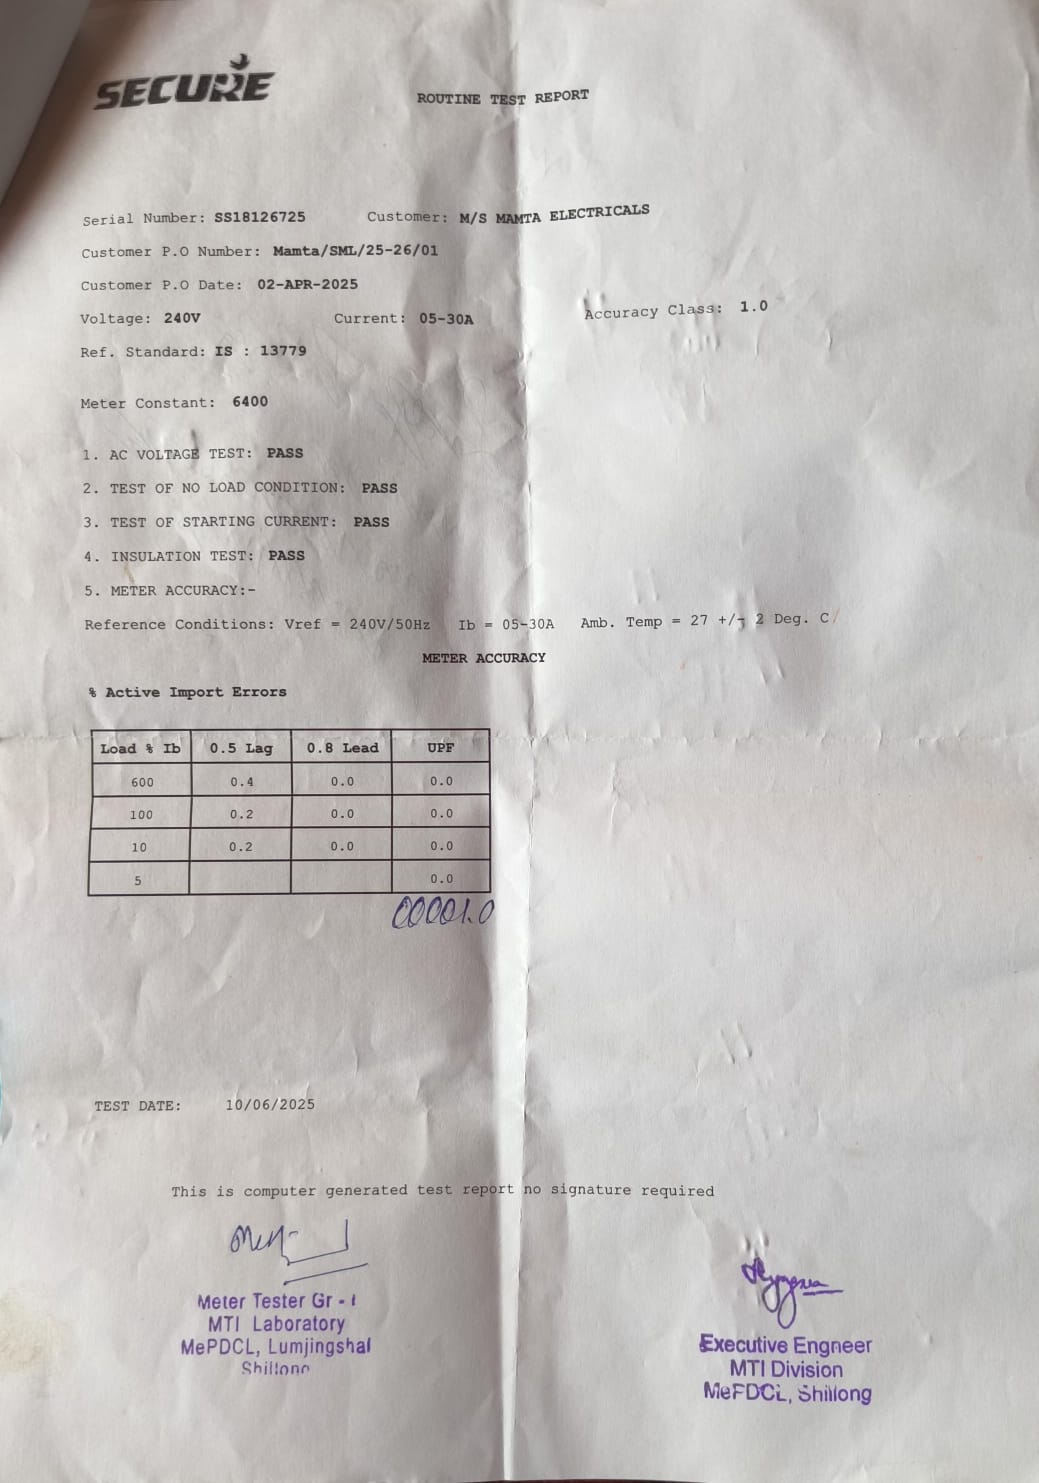 SECURE
ROUTINE TEST REPORT
Serial Number: SS18126725 Customer: M/S MAMTA ELECTRICALS
Customer P.O Number: Mamta/SML/25-26/01
Customer P.O Date: 02-APR-2025
Voltage: 240V Current: 05-30A Accuracy Class: 1.0
Ref. Standard: IS : 13779
Meter Constant: 6400
1. AC VOLTAGE TEST: PASS
2. TEST OF NO LOAD CONDITION: PASS
3. TEST OF STARTING CURRENT: PASS
4. INSULATION TEST: PASS
5. METER ACCURACY:-
Reference Conditions: Vref = 240V/50Hz Ib = 05-30A Amb. Temp = 27 +/- 2 Deg. C
METER ACCURACY
% Active Import Errors
Load % Ib 0.5 Lag 0.8 Lead UPF
600 0.4 0.0 0.0
100 0.2 0.0 0.0
10 0.2 0.0 0.0
5 0.0
00001.0
TEST DATE: 10/06/2025
This is computer generated test report no signature required
Meter Tester Gr - I
MTI Laboratory
MePDCL, Lumjingshai
Shillong
Executive Engneer
MTI Division
MePDCL, Shillong